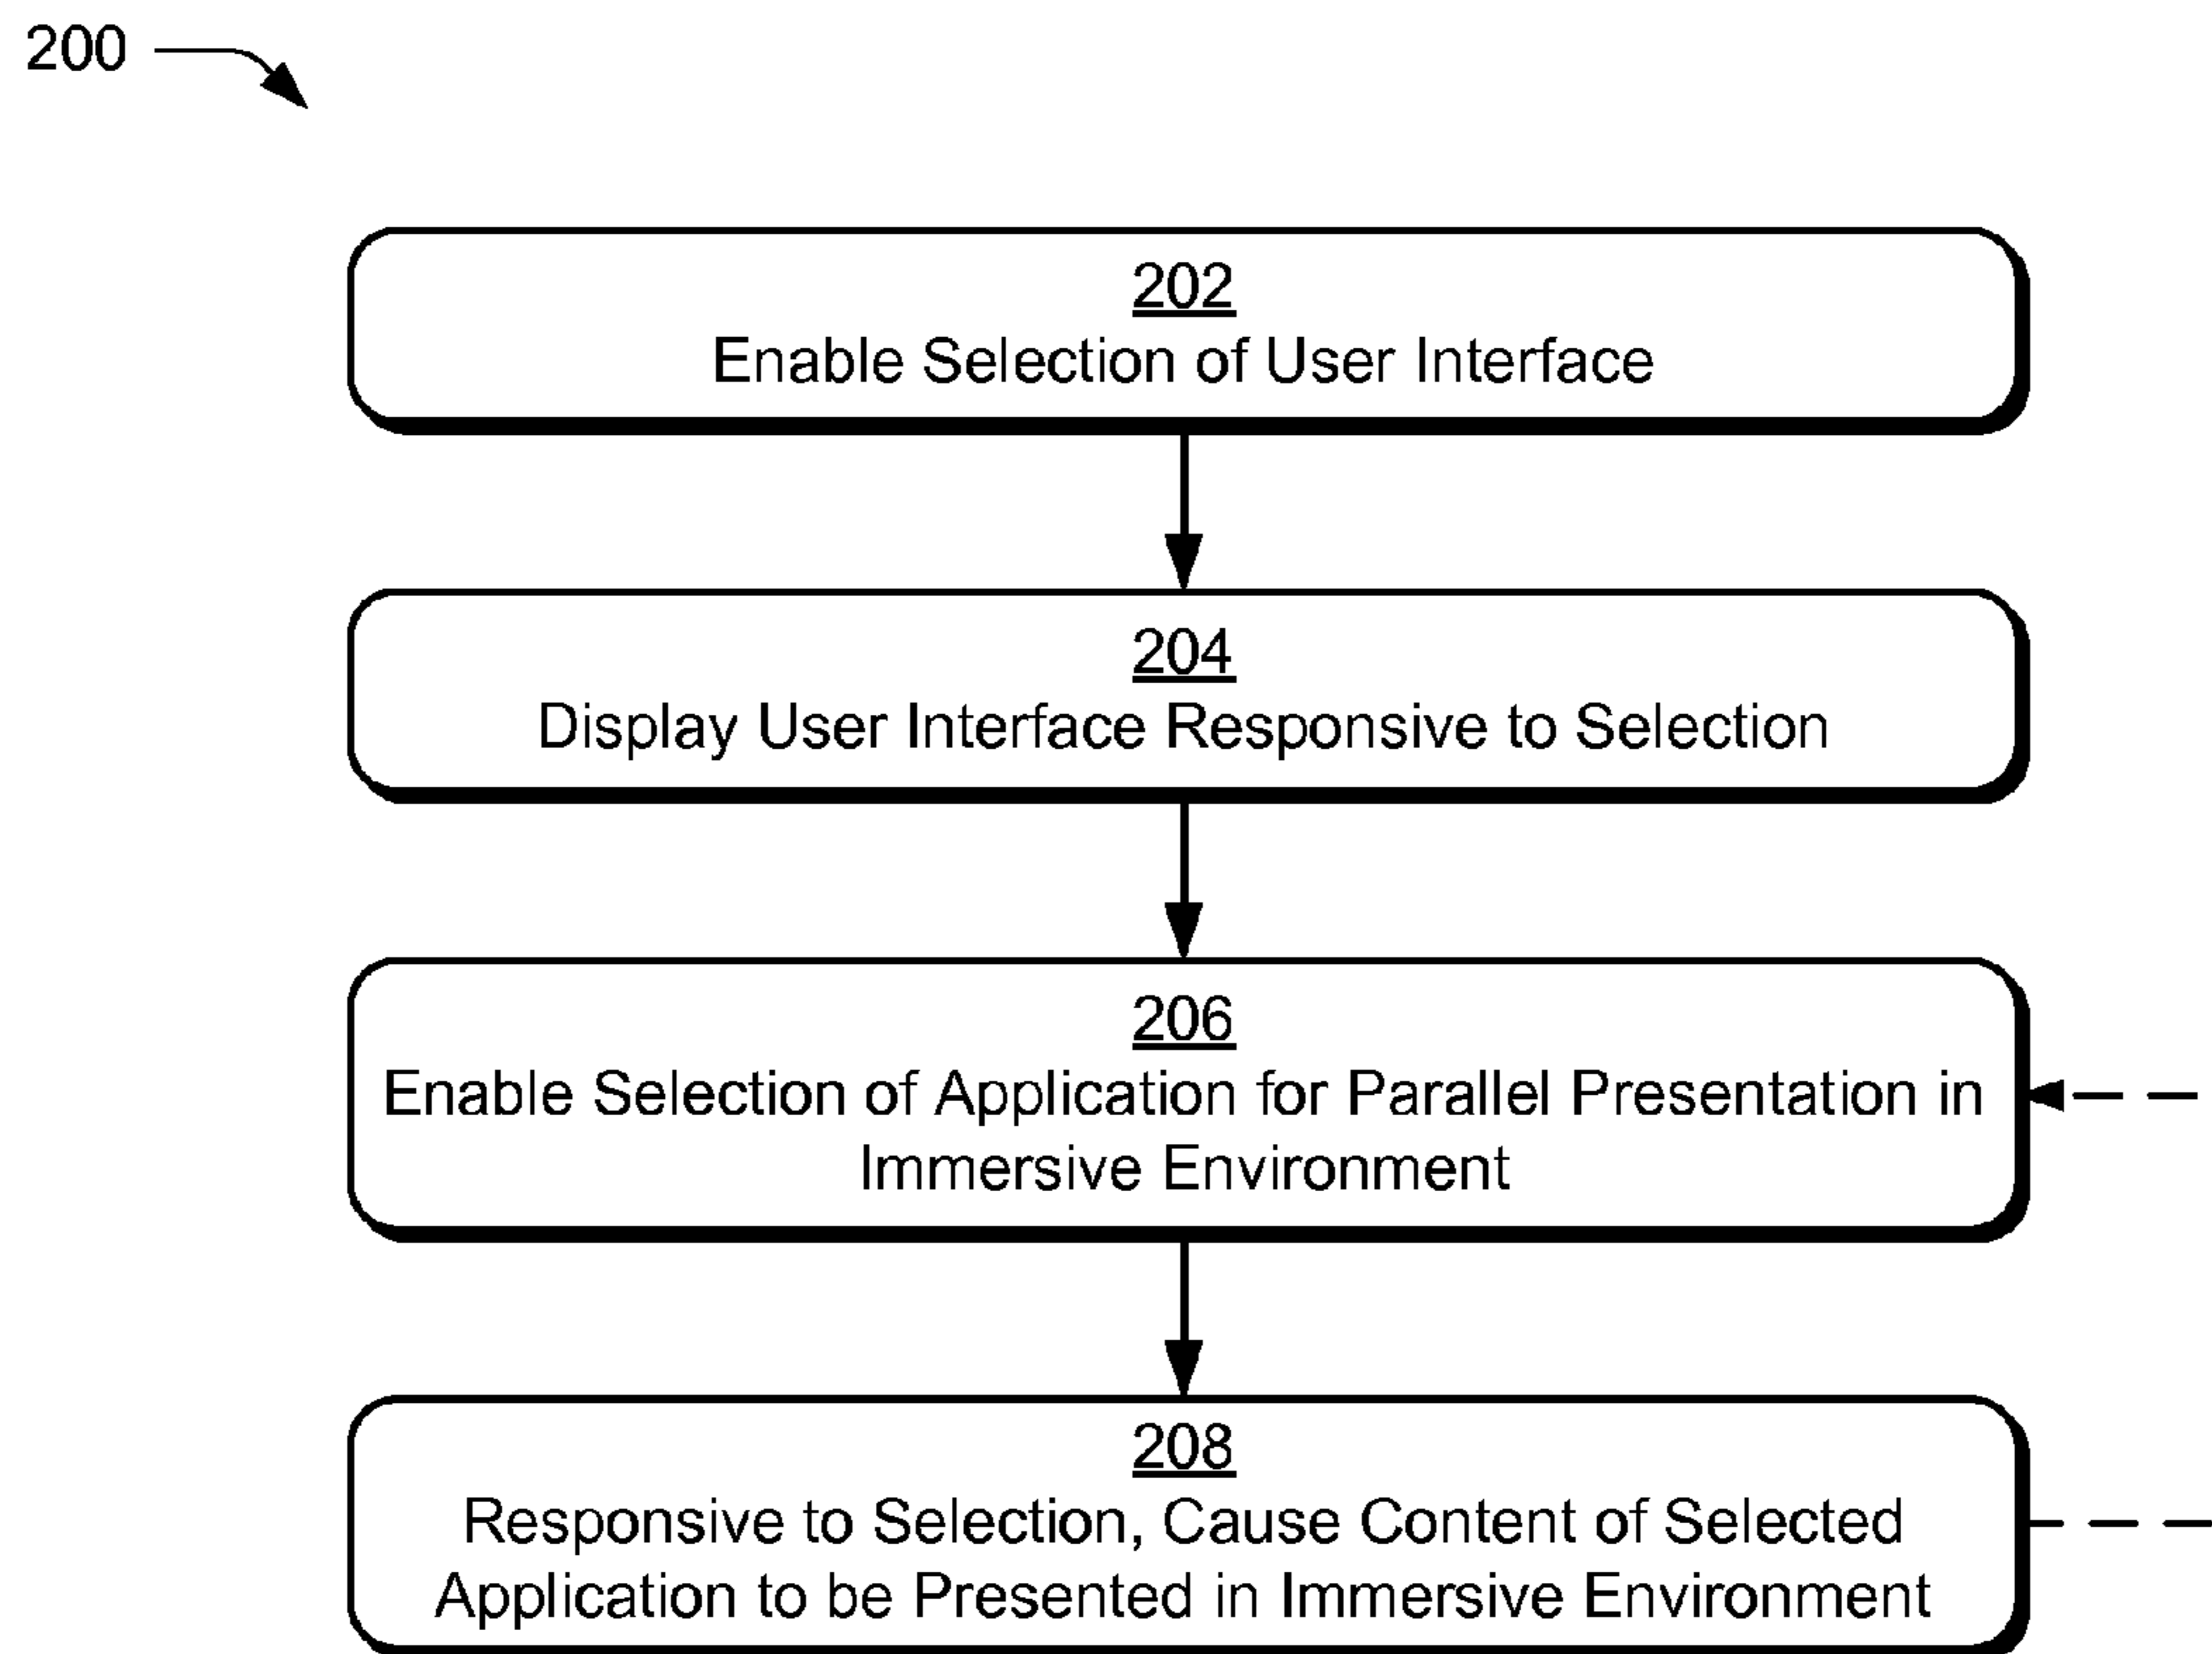 200
202
Enable Selection of User Interface
204
Display User Interface Responsive to Selection
206
Enable Selection of Application for Parallel Presentation in
Immersive Environment
208
Responsive to Selection, Cause Content of Selected
Application to be Presented in Immersive Environment